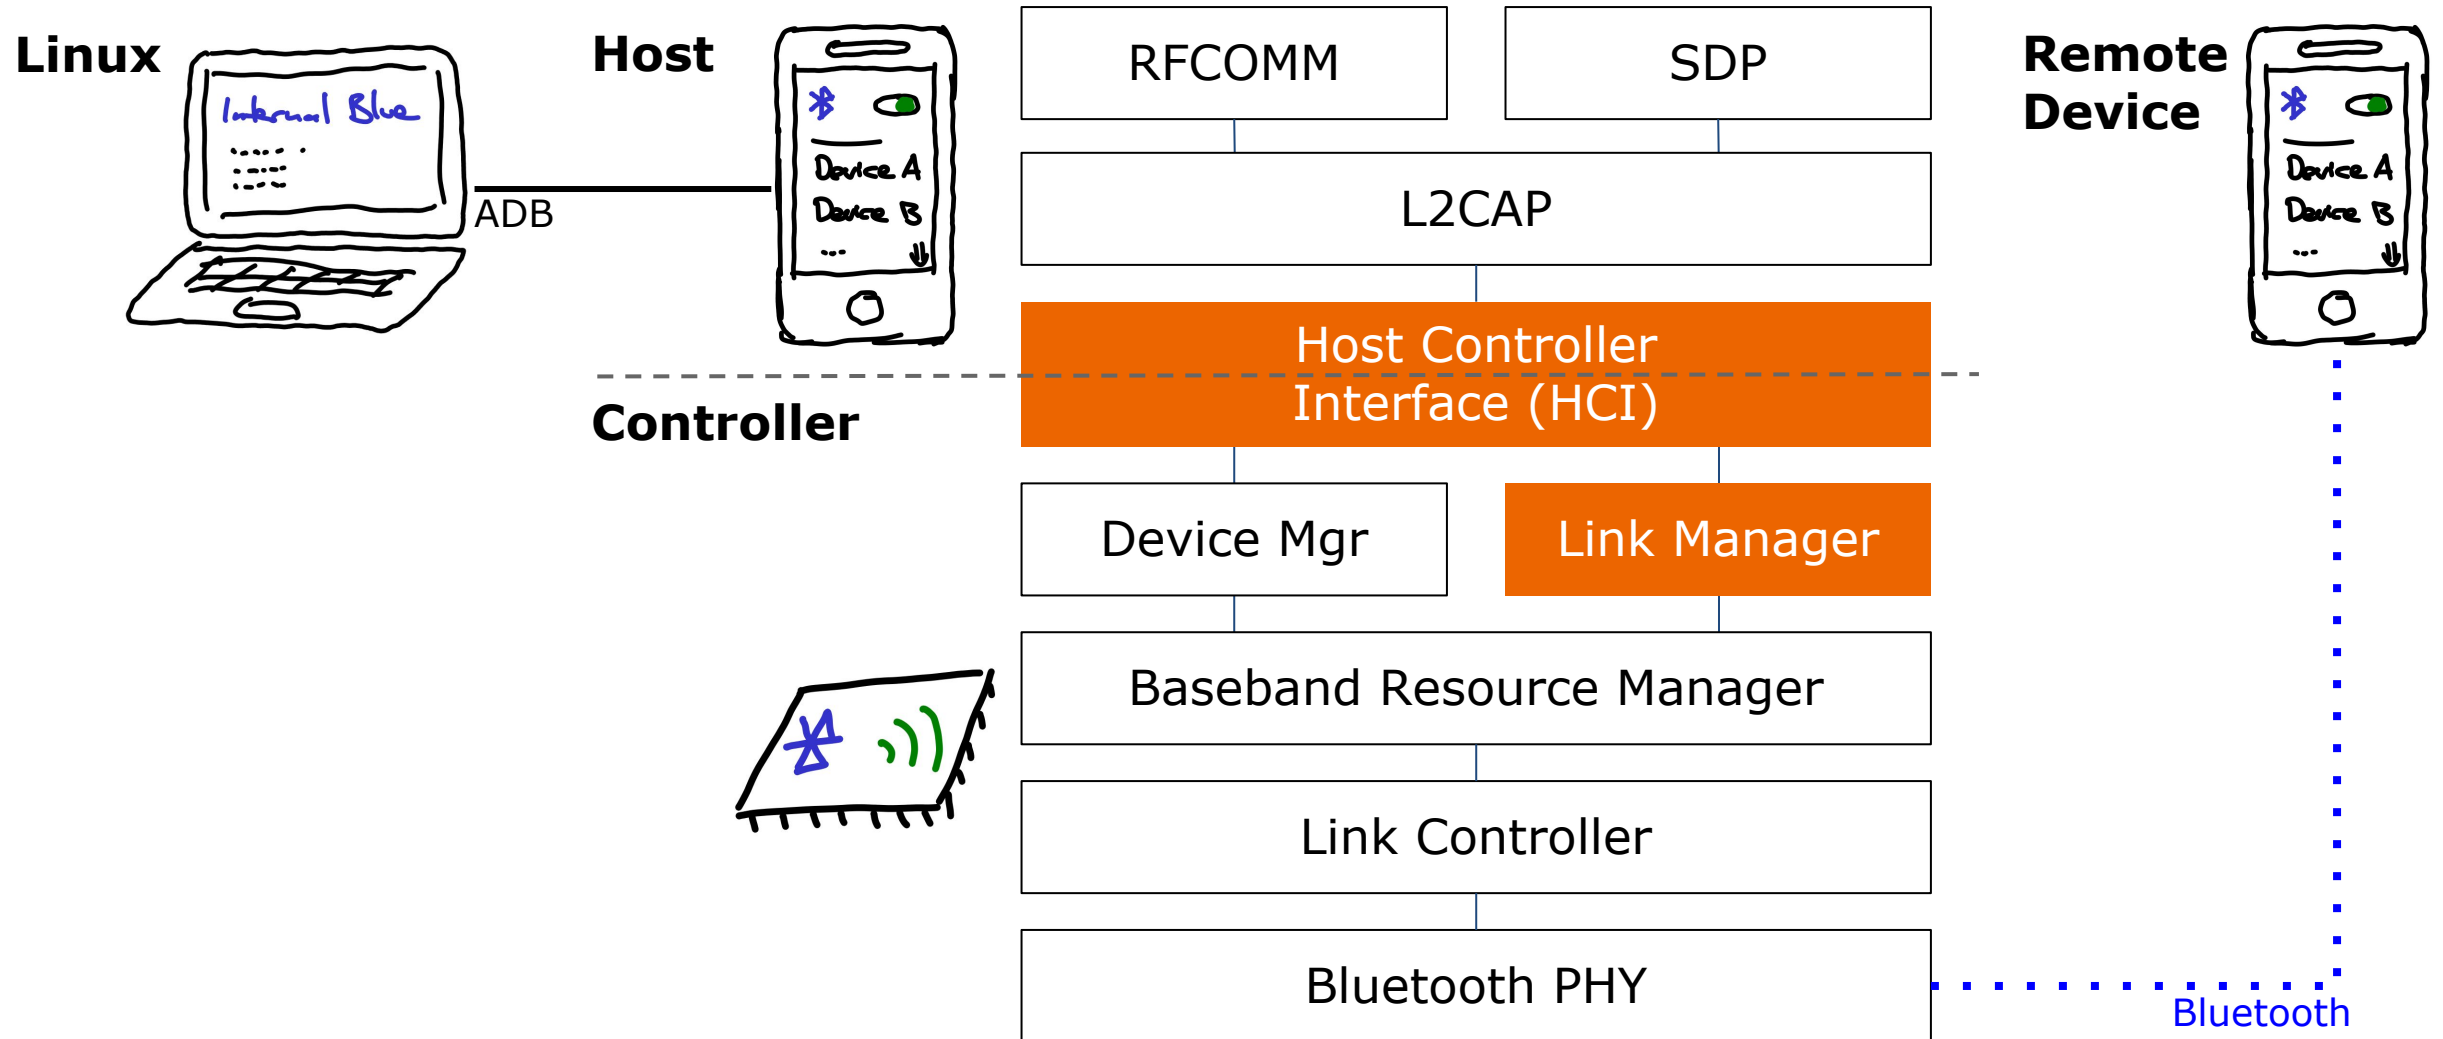 Linux
Internal Blue
ADB
Host
Device A
Device B
...
Controller
RFCOMM
SDP
L2CAP
Host Controller
Interface (HCI)
Device Mgr
Link Manager
Baseband Resource Manager
Link Controller
Bluetooth PHY
Remote
Device
Device A
Device B
...
Bluetooth